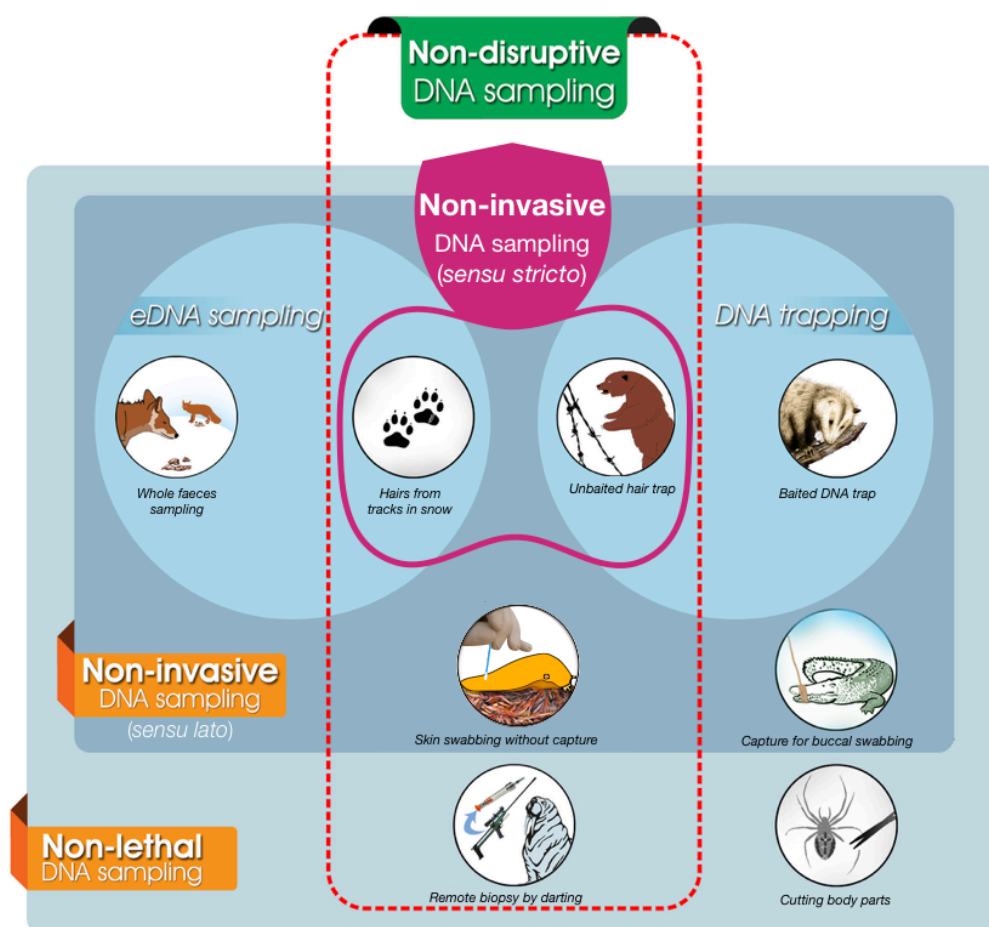 Non-disruptive
DNA sampling
Non-invasive
DNA sampling
(sensu stricto)
eDNA sampling
DNA trapping
Whole faeces
sampling
Hairs from
tracks in snow
Unbaited hair trap
Baited DNA trap
Non-invasive
DNA sampling
(sensu lato)
Skin swabbing without capture
Capture for buccal swabbing
Non-lethal
DNA sampling
Remote biopsy by darting
Cutting body parts